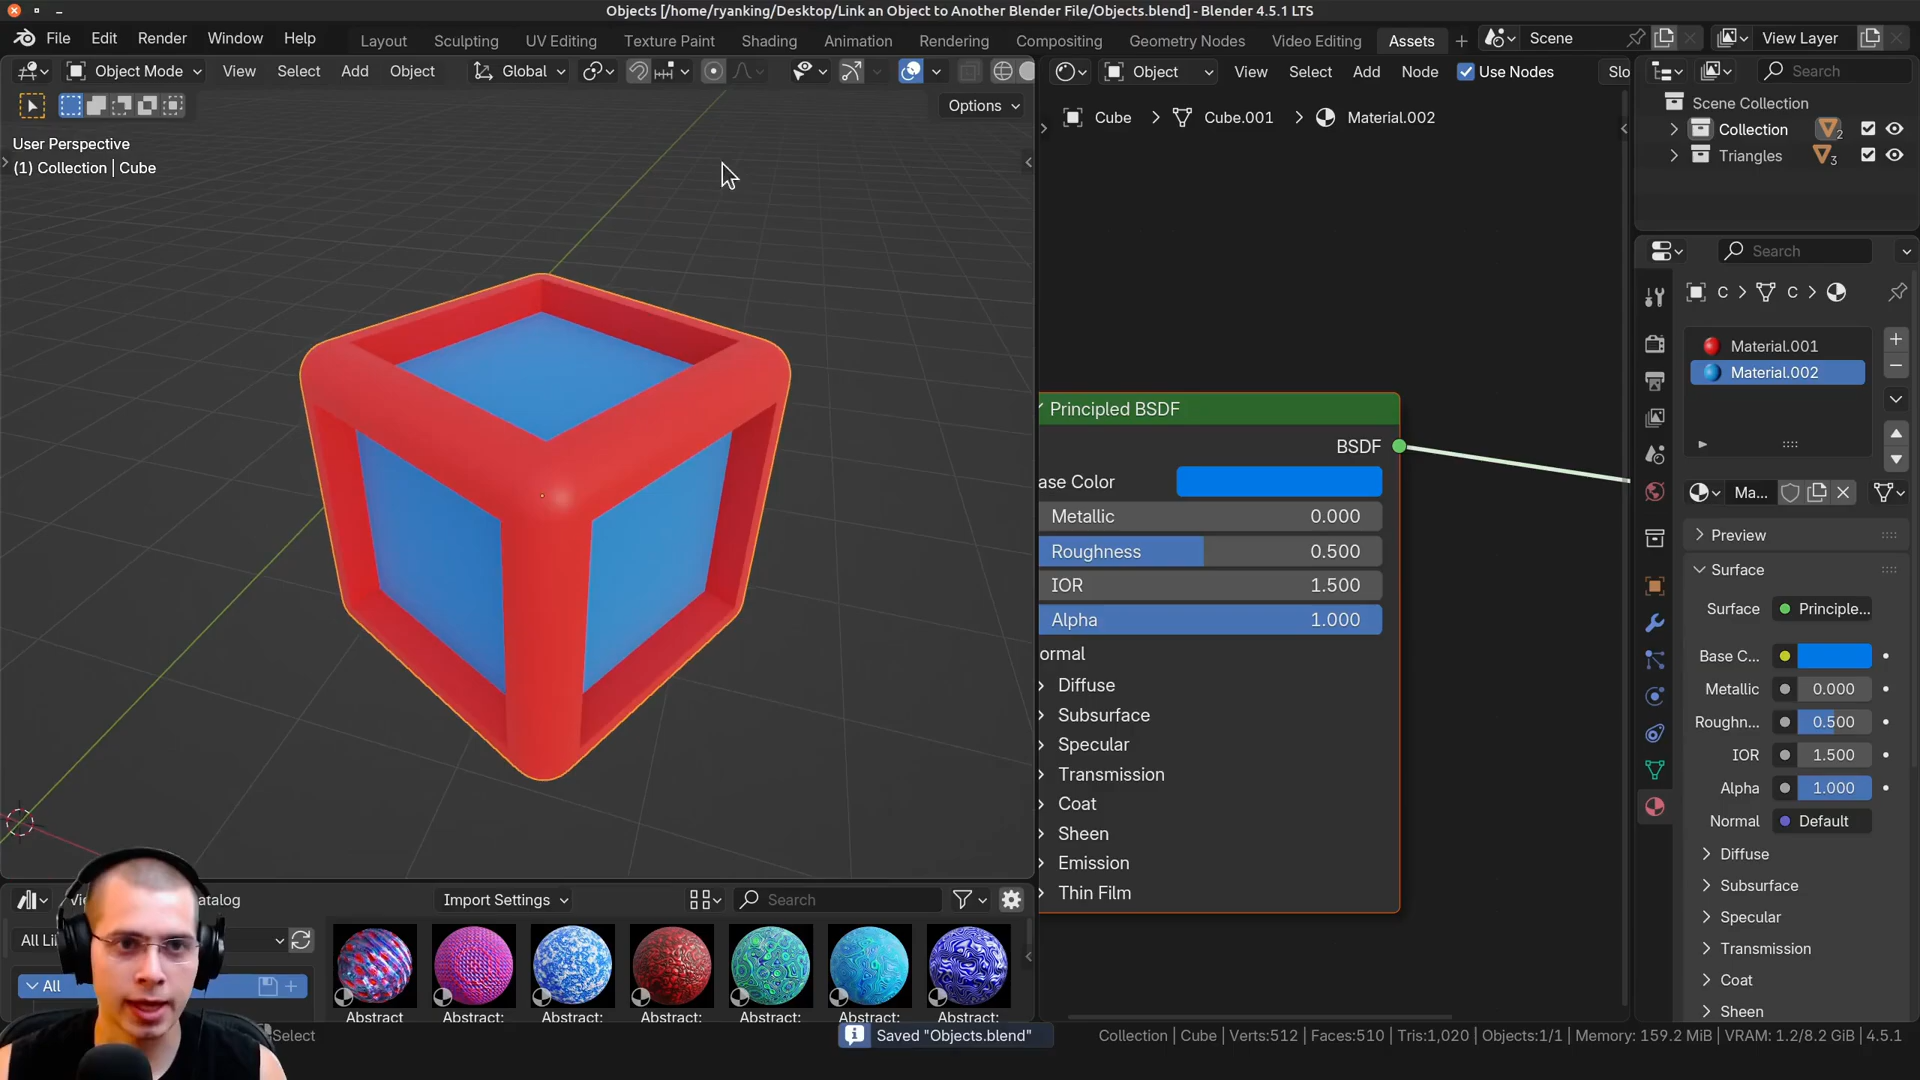 Objects [/home/ryanking/Desktop/Link an Object to Another Blender File/Objects.blend] - Blender 4.5.1 LTS
File Edit Render Window Help
Layout Sculpting UV Editing Texture Paint Shading Animation Rendering Compositing Geometry Nodes Video Editing Assets
Scene
View Layer
Object Mode View Select Add Object Global
Object View Select Add Node Use Nodes Slo
Search
Options
User Perspective
(1) Collection | Cube
Cube > Cube.001 > Material.002
Scene Collection
Collection 2
Triangles 3
Search
C > C >
Material.001
Material.002
Ma...
Preview
Surface
Surface Principle...
Base C...
Metallic 0.000
Roughn... 0.500
IOR 1.500
Alpha 1.000
Normal Default
Diffuse
Subsurface
Specular
Transmission
Coat
Sheen
Principled BSDF
BSDF
ase Color
Metallic 0.000
Roughness 0.500
IOR 1.500
Alpha 1.000
ormal
Diffuse
Subsurface
Specular
Transmission
Coat
Sheen
Emission
Thin Film
atalog
Import Settings
Search
All Li
All
Abstract
Abstract:
Abstract:
Abstract:
Abstract:
Abstract:
Abstract:
Select
Saved "Objects.blend"
Collection | Cube | Verts:512 | Faces:510 | Tris:1,020 | Objects:1/1 | Memory: 159.2 MiB | VRAM: 1.2/8.2 GiB | 4.5.1